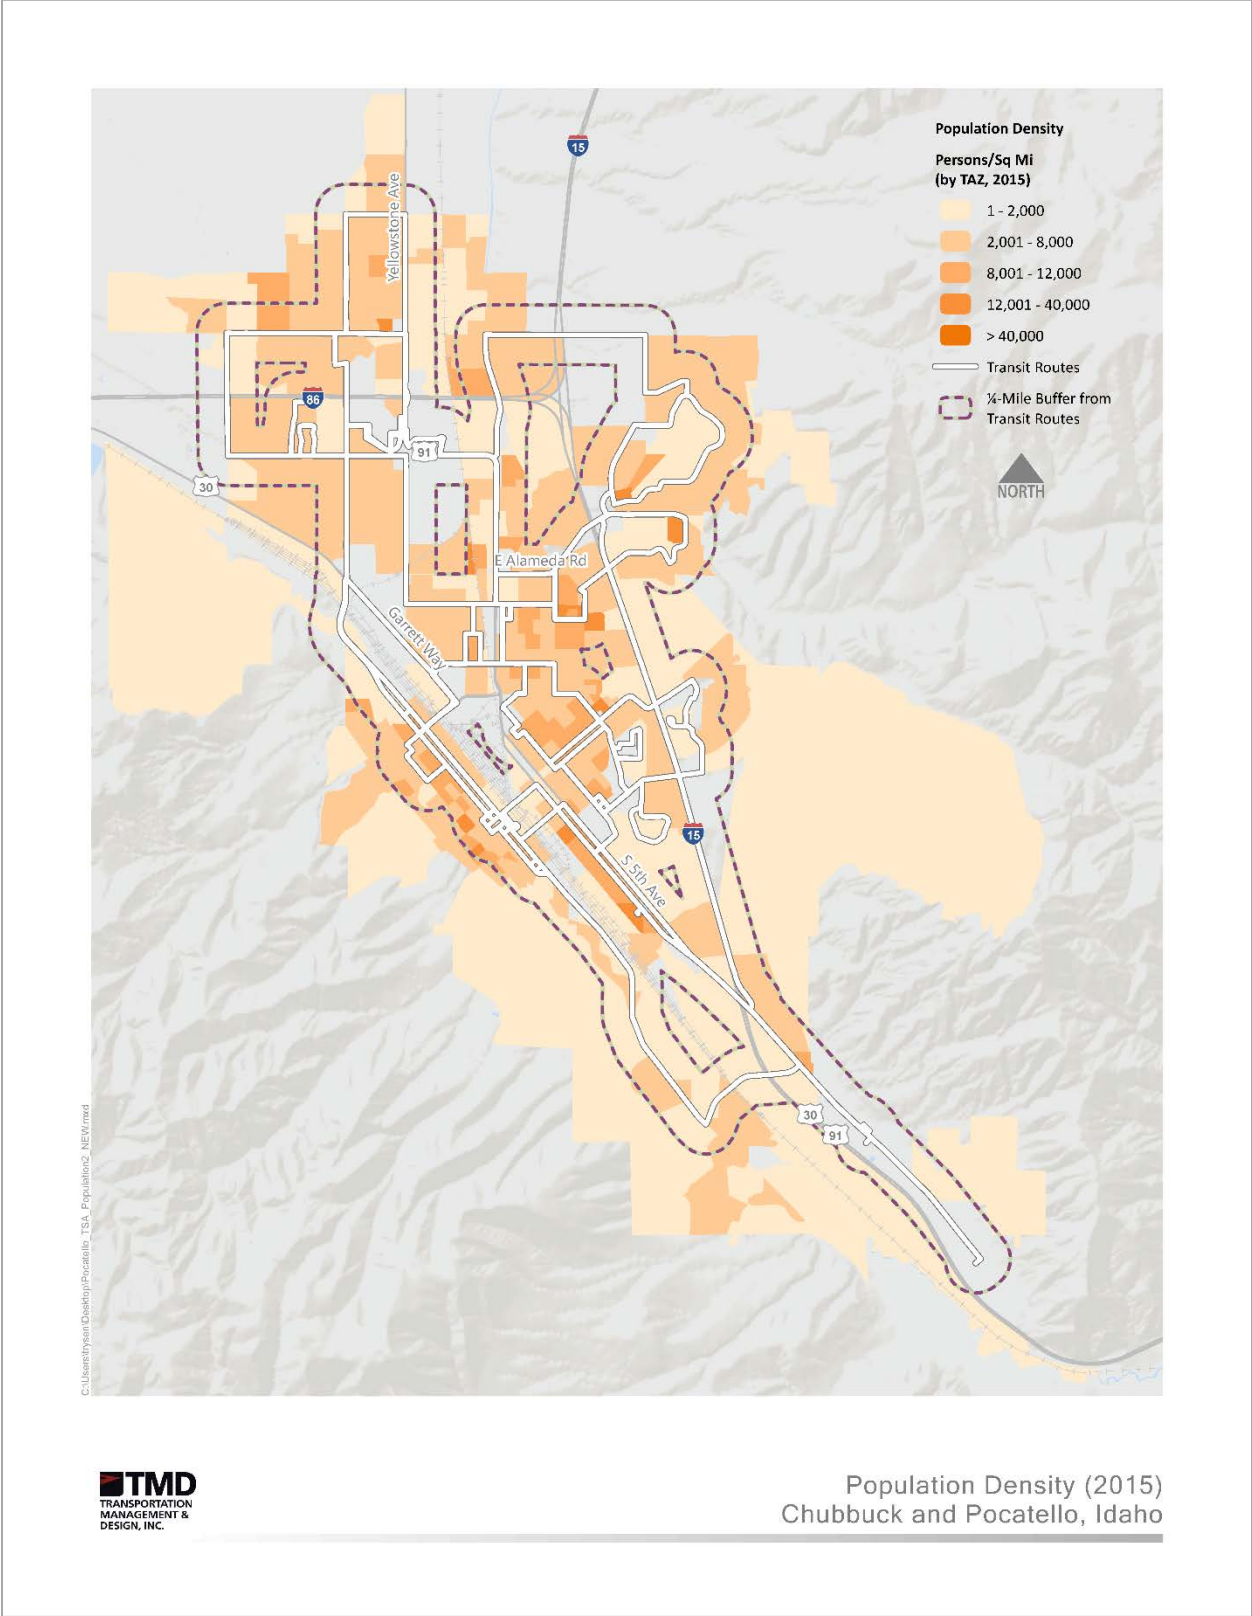 15
Population Density
Persons/Sq Mi
(by TAZ, 2015)
1 - 2,000
2,001 - 8,000
8,001 - 12,000
12,001 - 40,000
> 40,000
Transit Routes
¼-Mile Buffer from
Transit Routes
NORTH
Yellowstone Ave
86
91
30
E Alameda Rd
Garrett Way
15
S 5th Ave
30
91
C:\Users\trysen\Desktop\Pocatello_TSA_Population2_NEW.mxd
TMD
TRANSPORTATION
MANAGEMENT &
DESIGN, INC.
Population Density (2015)
Chubbuck and Pocatello, Idaho